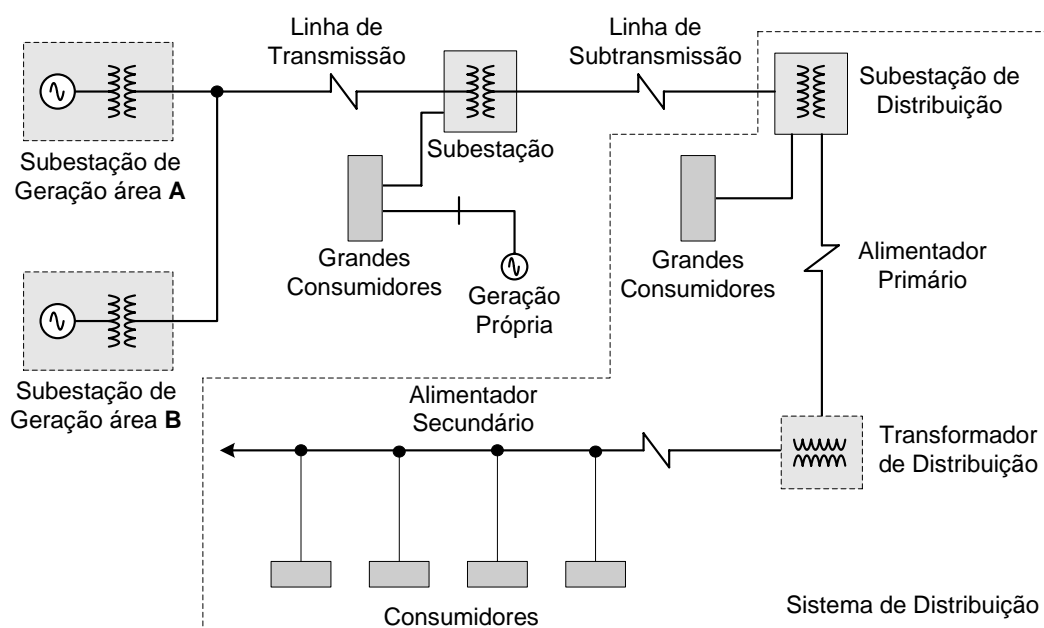 Linha de
Transmissão
Linha de
Subtransmissão
Subestação de
Distribuição
Subestação de
Geração área A
Subestação
Grandes
Consumidores
Geração
Própria
Grandes
Consumidores
Alimentador
Primário
Subestação de
Geração área B
Alimentador
Secundário
Transformador
de Distribuição
Consumidores
Sistema de Distribuição